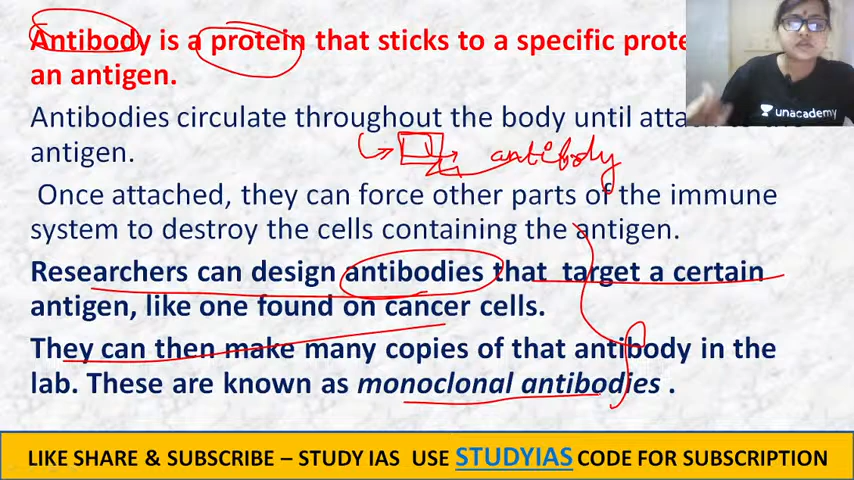 Antibody is a protein that sticks to a specific prote
an antigen.
unacademy
Antibodies circulate throughout the body until attach
antigen.
antibody
Once attached, they can force other parts of the immune
system to destroy the cells containing the antigen.
Researchers can design antibodies that target a certain
antigen, like one found on cancer cells.
They can then make many copies of that antibody in the
lab. These are known as monoclonal antibodies .
LIKE SHARE & SUBSCRIBE – STUDY IAS USE STUDYIAS CODE FOR SUBSCRIPTION